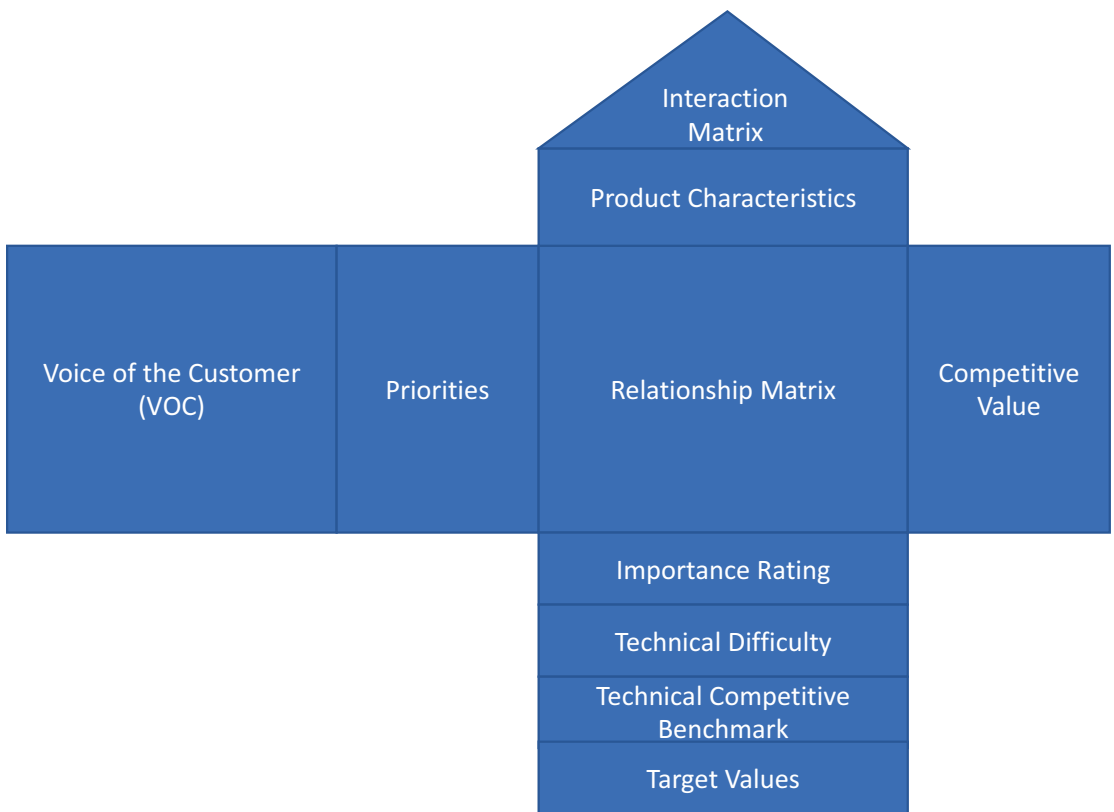 Interaction
Matrix
Product Characteristics
Voice of the Customer
(VOC)
Priorities
Relationship Matrix
Competitive
Value
Importance Rating
Technical Difficulty
Technical Competitive
Benchmark
Target Values